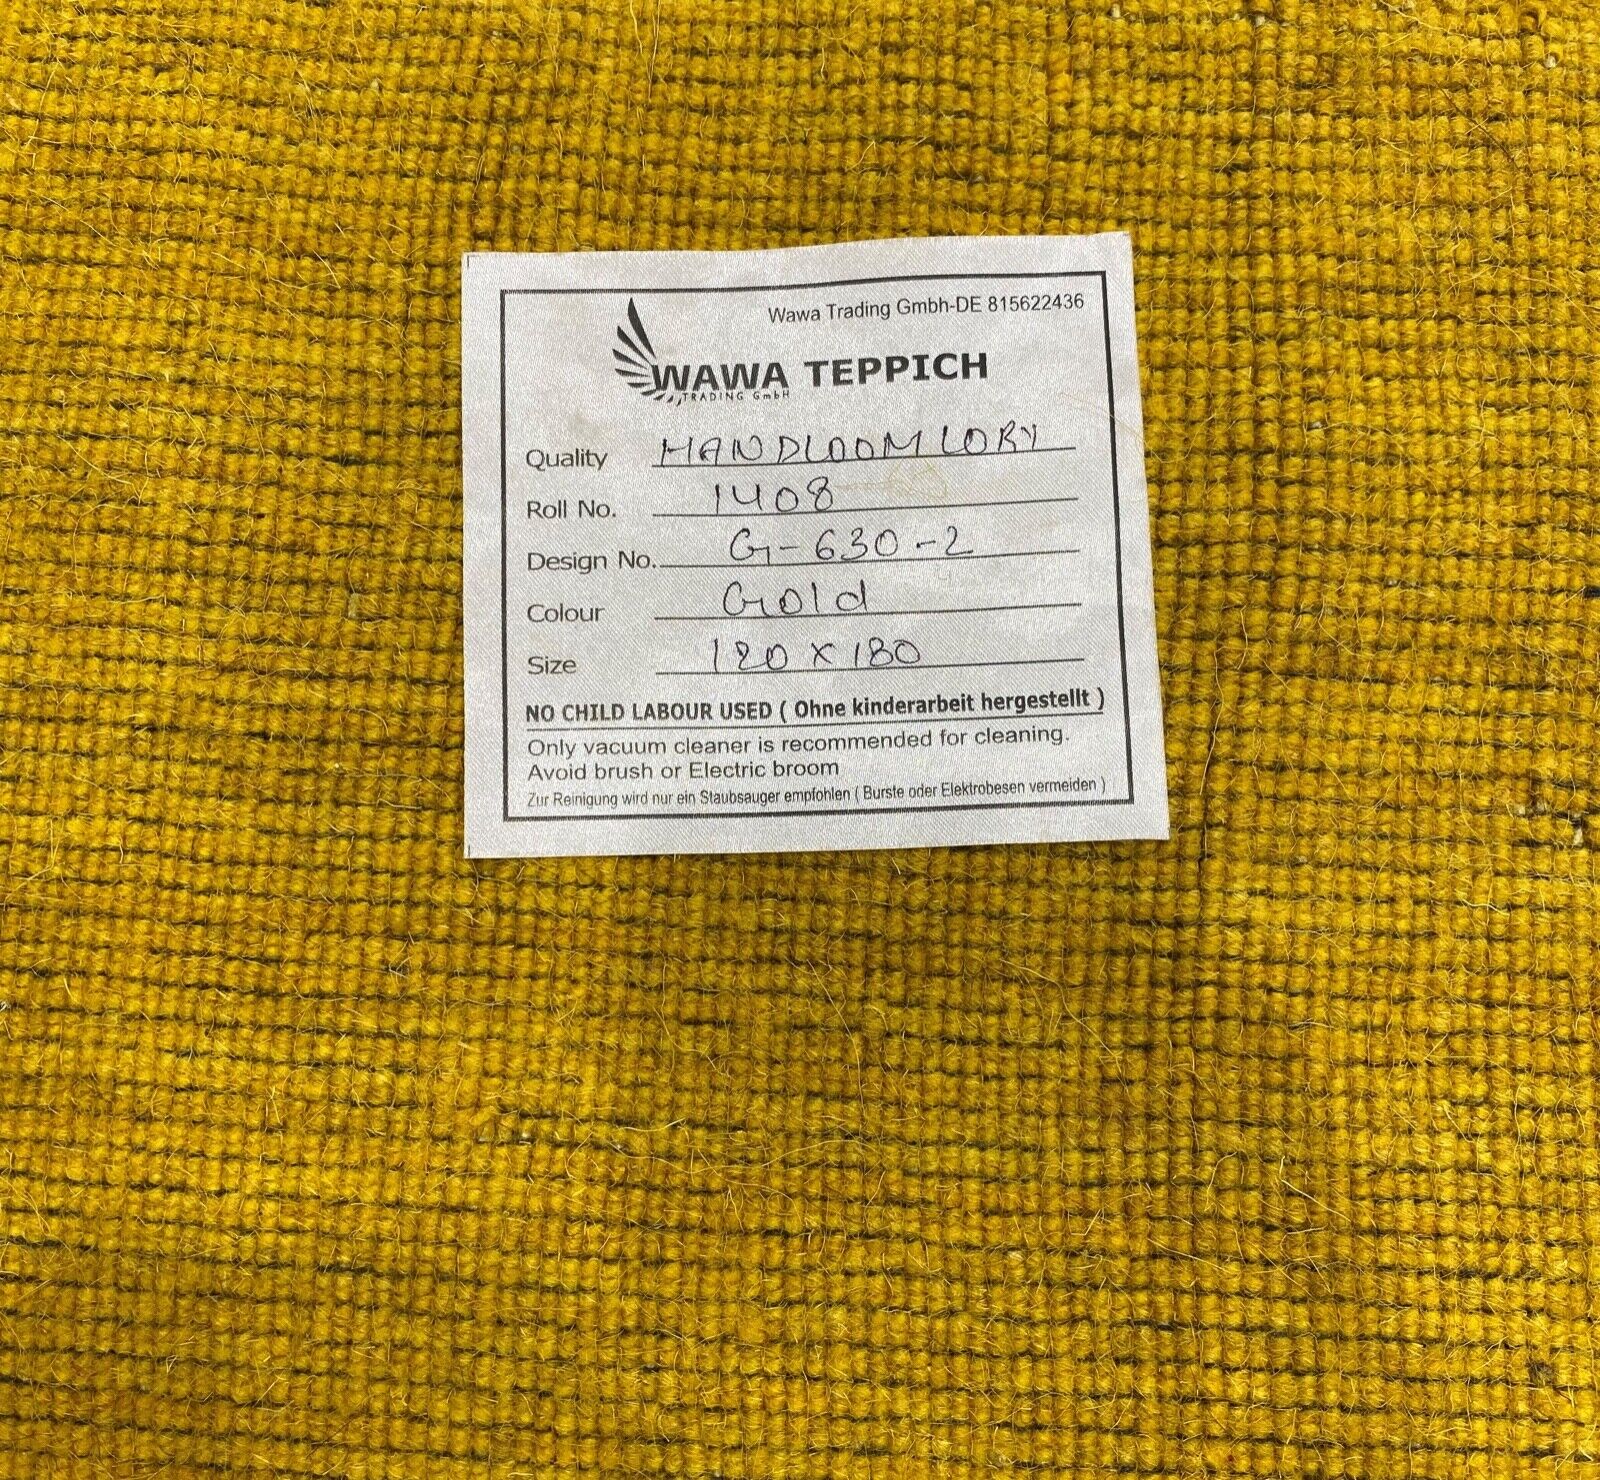 Wawa Trading Gmbh-DE 815622436
WAWA TEPPICH
TRADING GmbH
Quality HANDLOOM LORY
Roll No. 1408
Design No. G-630-2
Colour Gold
Size 120 x 180
NO CHILD LABOUR USED ( Ohne kinderarbeit hergestellt )
Only vacuum cleaner is recommended for cleaning.
Avoid brush or Electric broom
Zur Reinigung wird nur ein Staubsauger empfohlen ( Burste oder Elektrobesen vermeiden )